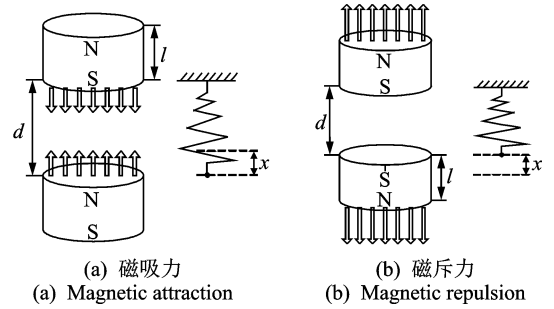 N
S
l
d
x
N
S
(a) 磁吸力
(a) Magnetic attraction
N
S
d
x
S
N
l
(b) 磁斥力
(b) Magnetic repulsion